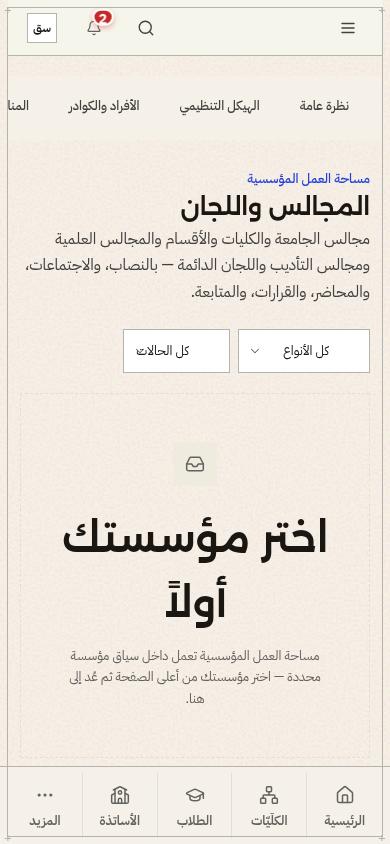 سق
2
نظرة عامة
الهيكل التنظيمي
الأفراد والكوادر
المنا
مساحة العمل المؤسسية
المجالس واللجان
مجالس الجامعة والكليات والأقسام والمجالس العلمية
ومجالس التأديب واللجان الدائمة — بالنصاب، والاجتماعات،
والمحاضر، والقرارات، والمتابعة.
كل الأنواع
كل الحالات
اختر مؤسستك
أولاً
مساحة العمل المؤسسية تعمل داخل سياق مؤسسة
محددة — اختر مؤسستك من أعلى الصفحة ثم عُد إلى
هنا.
الرئيسية
الكلّيّات
الطلاب
الأساتذة
المزيد